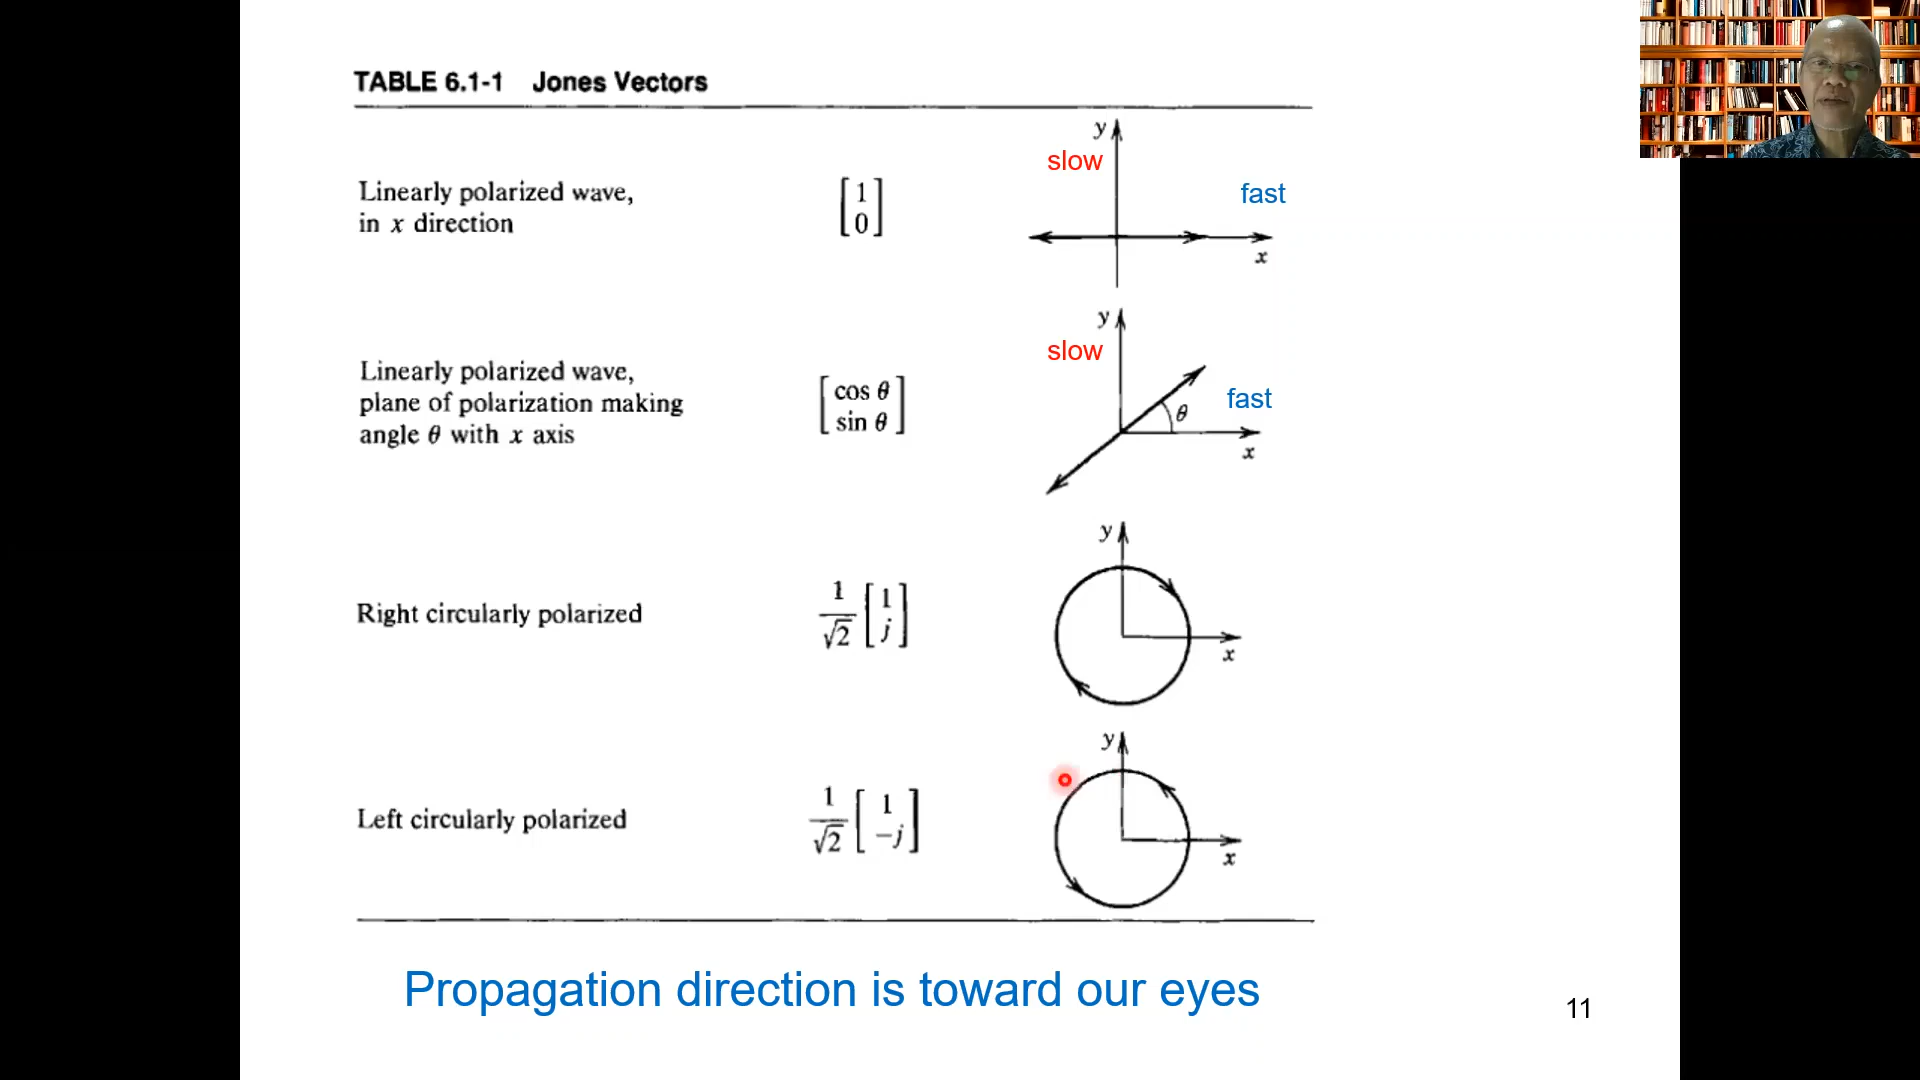 TABLE 6.1-1 Jones Vectors
y
slow
fast
Linearly polarized wave,
in x direction
[1
0]
x
y
slow
Linearly polarized wave,
plane of polarization making
angle θ with x axis
[cos θ
sin θ]
fast
θ
x
y
Right circularly polarized
1/√2 [1
j]
x
y
Left circularly polarized
1/√2 [1
−j]
x
Propagation direction is toward our eyes
11